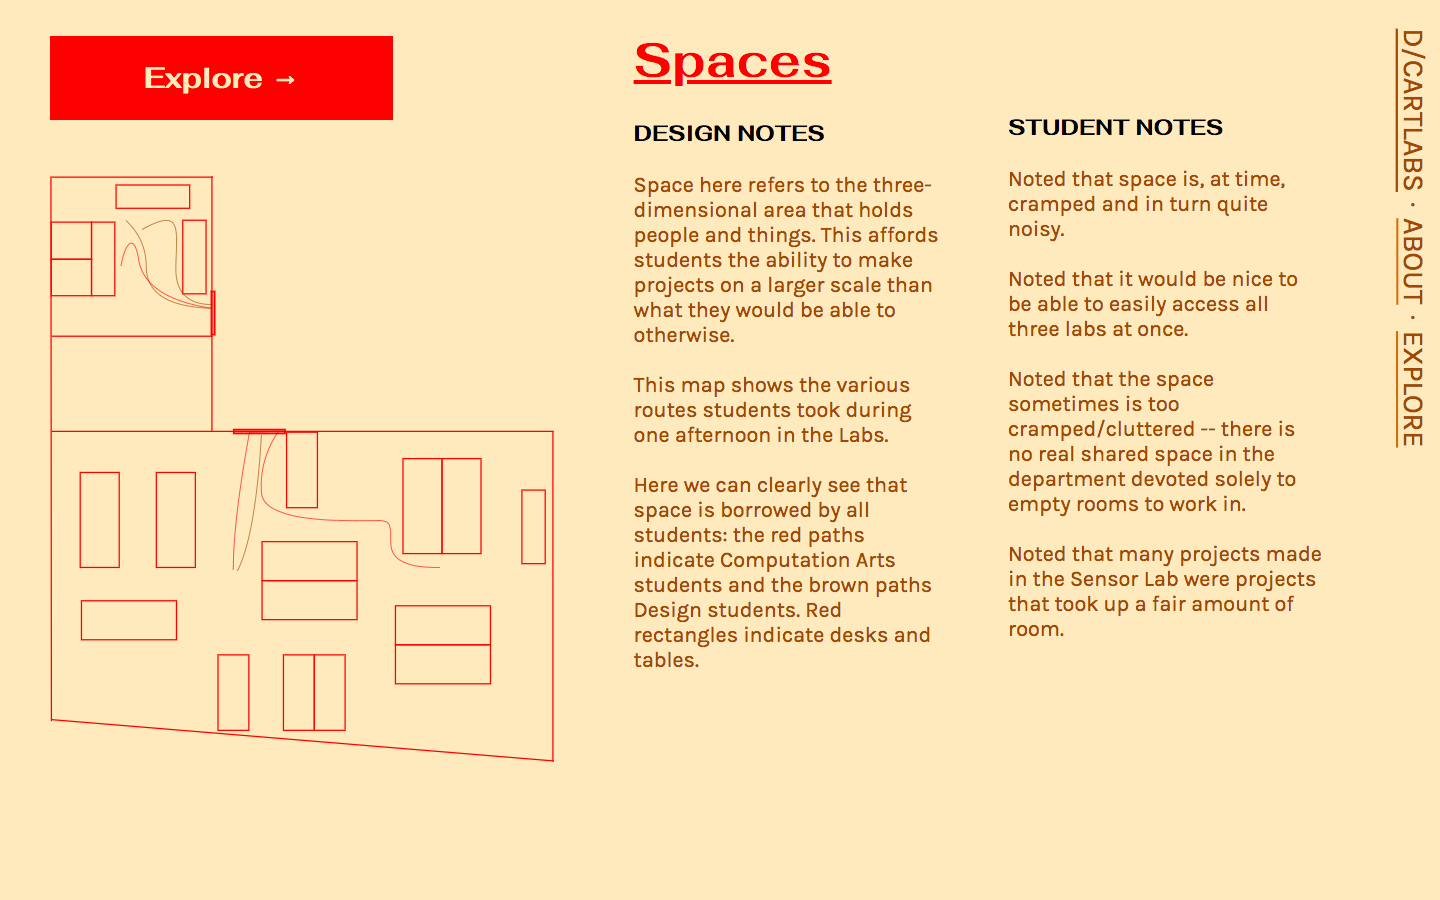 Explore →
Spaces
DESIGN NOTES
Space here refers to the three-
dimensional area that holds
people and things. This affords
students the ability to make
projects on a larger scale than
what they would be able to
otherwise.
This map shows the various
routes students took during
one afternoon in the Labs.
Here we can clearly see that
space is borrowed by all
students: the red paths
indicate Computation Arts
students and the brown paths
Design students. Red
rectangles indicate desks and
tables.
STUDENT NOTES
Noted that space is, at time,
cramped and in turn quite
noisy.
Noted that it would be nice to
be able to easily access all
three labs at once.
Noted that the space
sometimes is too
cramped/cluttered -- there is
no real shared space in the
department devoted solely to
empty rooms to work in.
Noted that many projects made
in the Sensor Lab were projects
that took up a fair amount of
room.
D/CARTLABS · ABOUT · EXPLORE